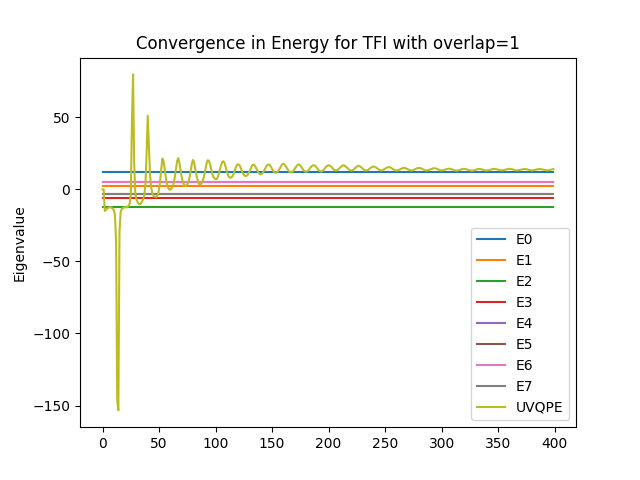 Convergence in Energy for TFI with overlap=1
Eigenvalue
50
0
−50
−100
−150
0 50 100 150 200 250 300 350 400
E0
E1
E2
E3
E4
E5
E6
E7
UVQPE